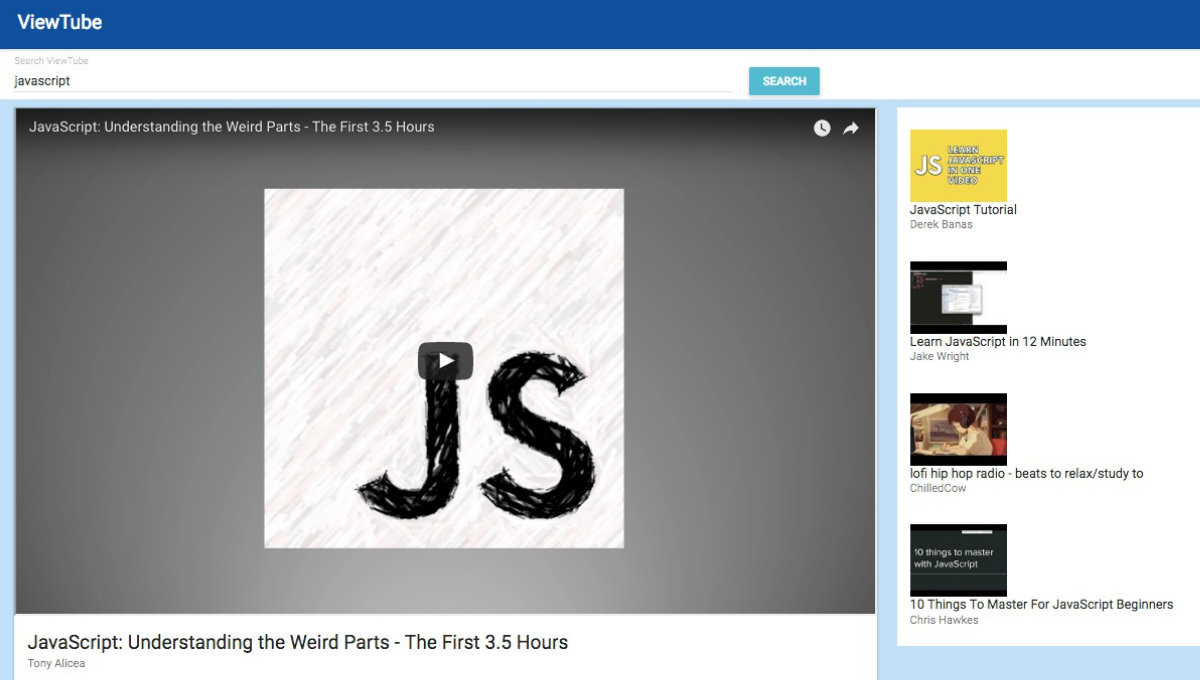 ViewTube
Search ViewTube
javascript
SEARCH
JavaScript: Understanding the Weird Parts - The First 3.5 Hours
JS
JavaScript: Understanding the Weird Parts - The First 3.5 Hours
Tony Alicea
JS
LEARN
JAVASCRIPT
IN ONE
VIDEO
JavaScript Tutorial
Derek Banas
Learn JavaScript in 12 Minutes
Jake Wright
lofi hip hop radio - beats to relax/study to
ChilledCow
10 things to master
with JavaScript
10 Things To Master For JavaScript Beginners
Chris Hawkes